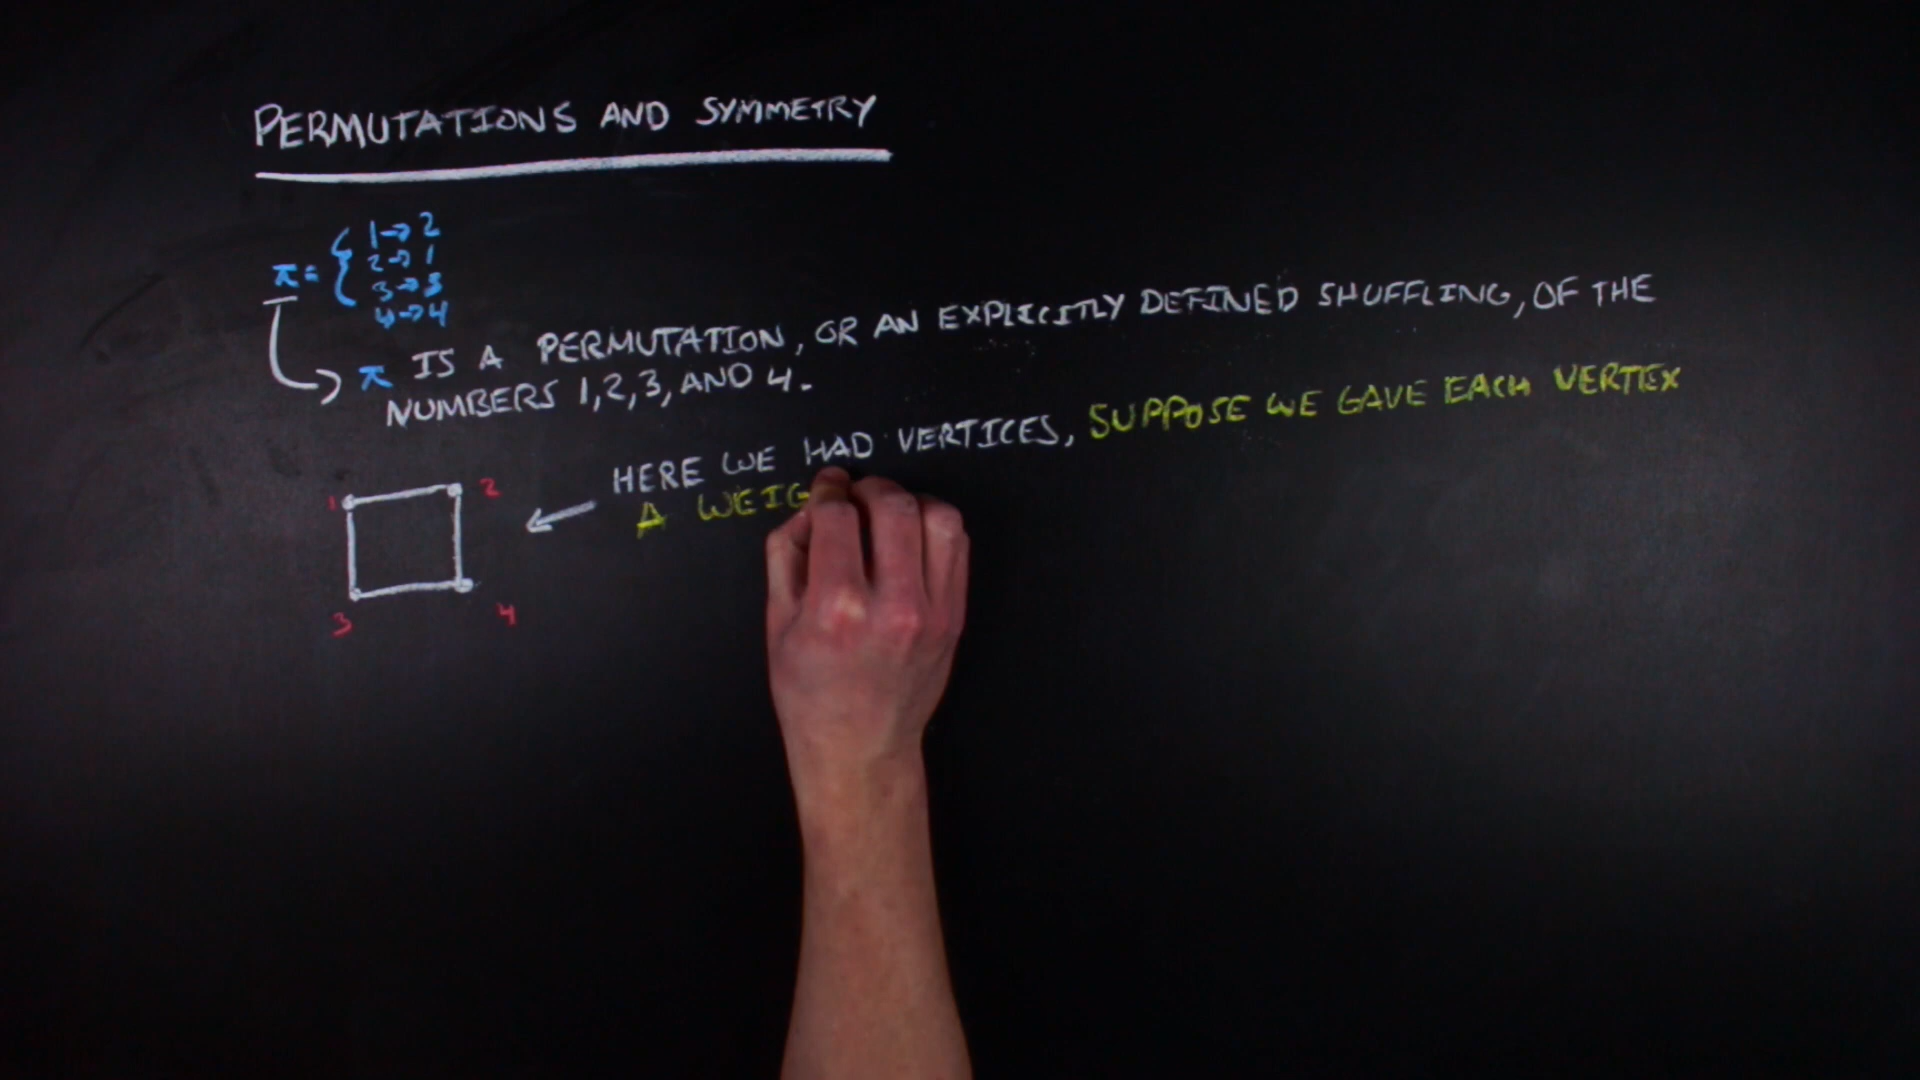 PERMUTATIONS AND SYMMETRY
π = { 1→2
2→1
3→3
4→4
π IS A PERMUTATION, OR AN EXPLICITLY DEFINED SHUFFLING, OF THE
NUMBERS 1, 2, 3, AND 4.
HERE WE HAD VERTICES, SUPPOSE WE GAVE EACH VERTEX
A WEIG
1 2
3 4